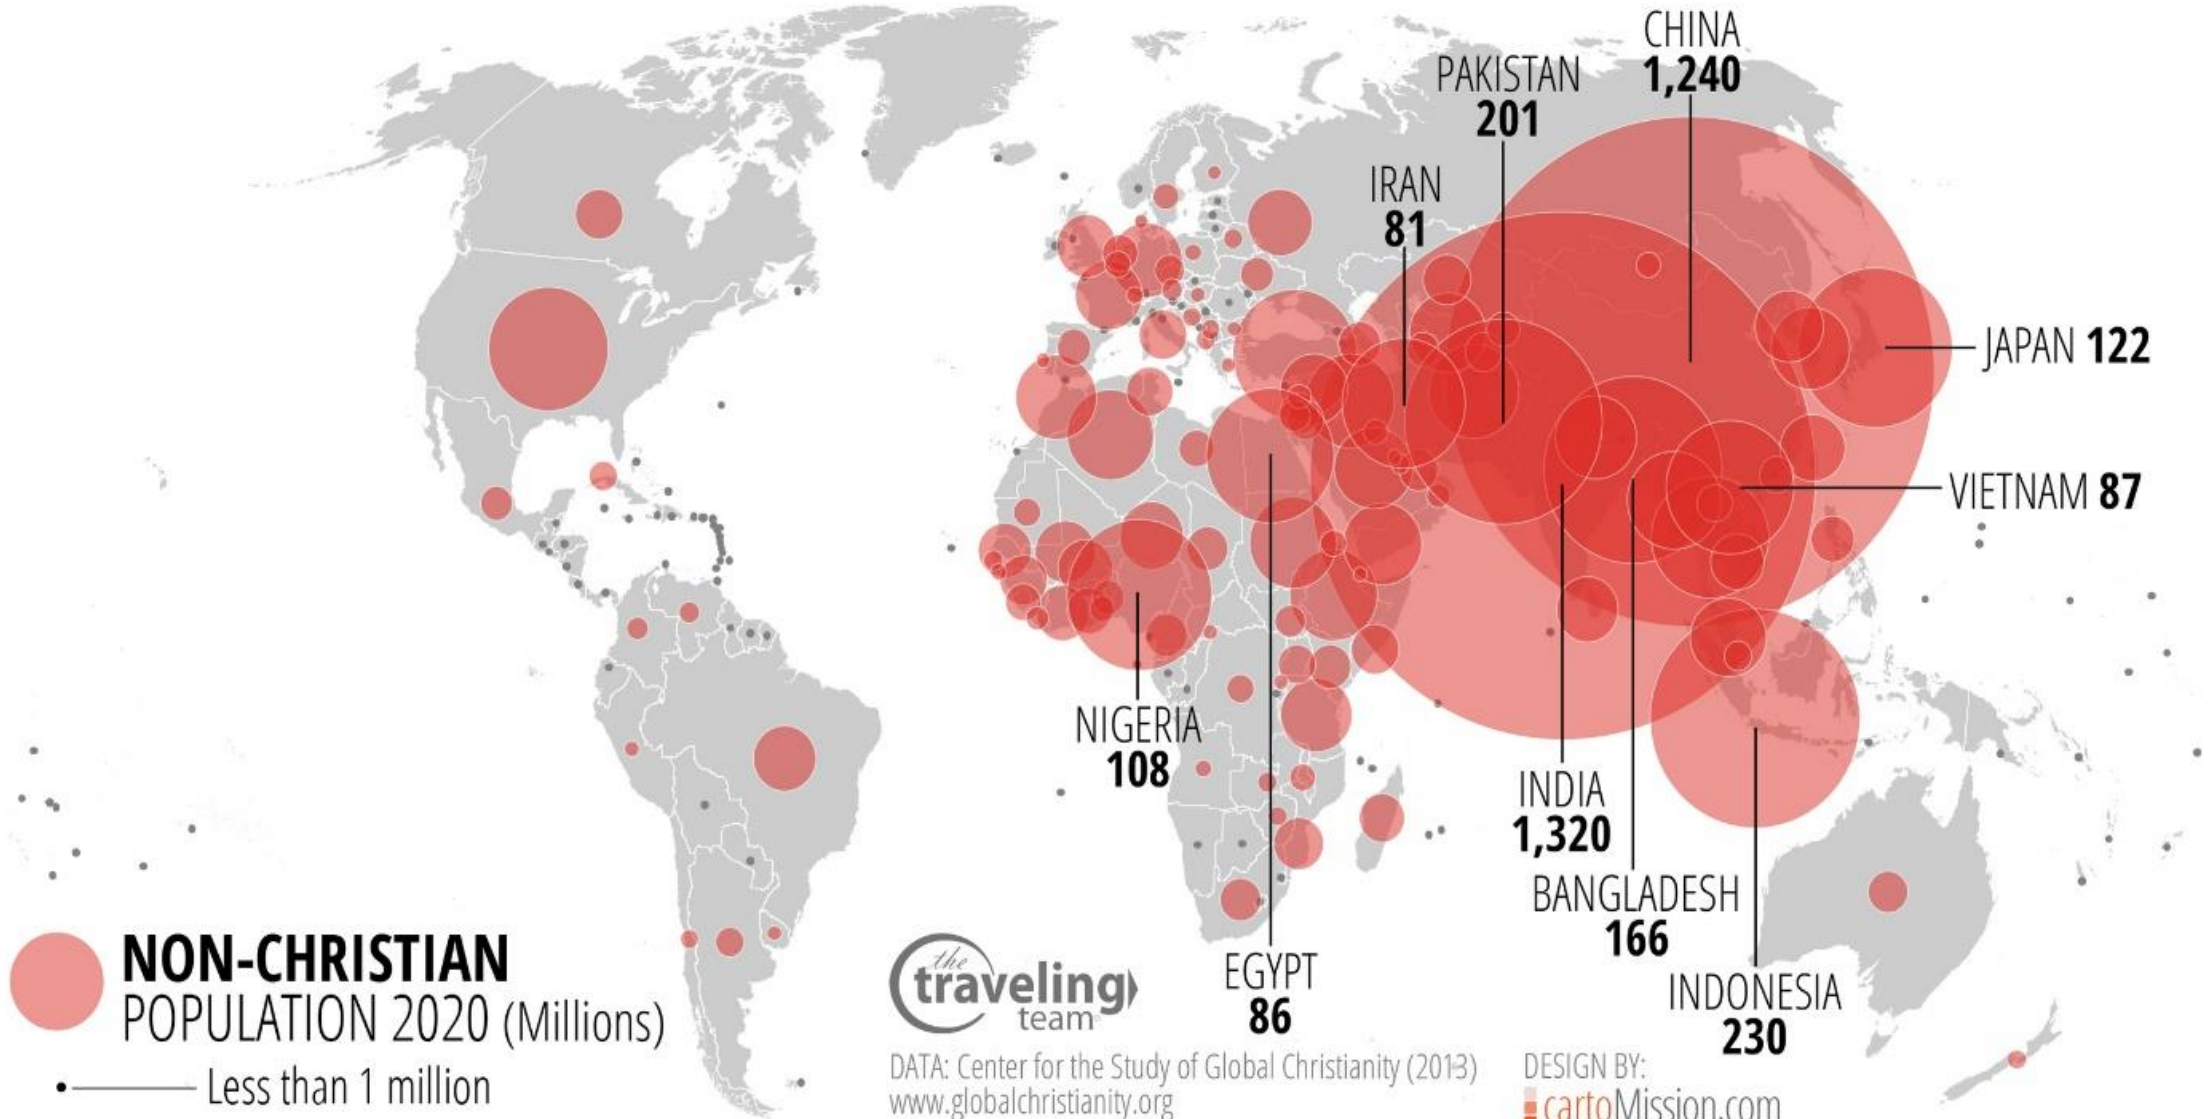 CHINA
1,240
PAKISTAN
201
IRAN
81
JAPAN 122
VIETNAM 87
NIGERIA
108
INDIA
1,320
BANGLADESH
166
EGYPT
86
INDONESIA
230
NON-CHRISTIAN
POPULATION 2020 (Millions)
Less than 1 million
the
traveling
team
DATA: Center for the Study of Global Christianity (2013)
www.globalchristianity.org
DESIGN BY:
cartoMission.com